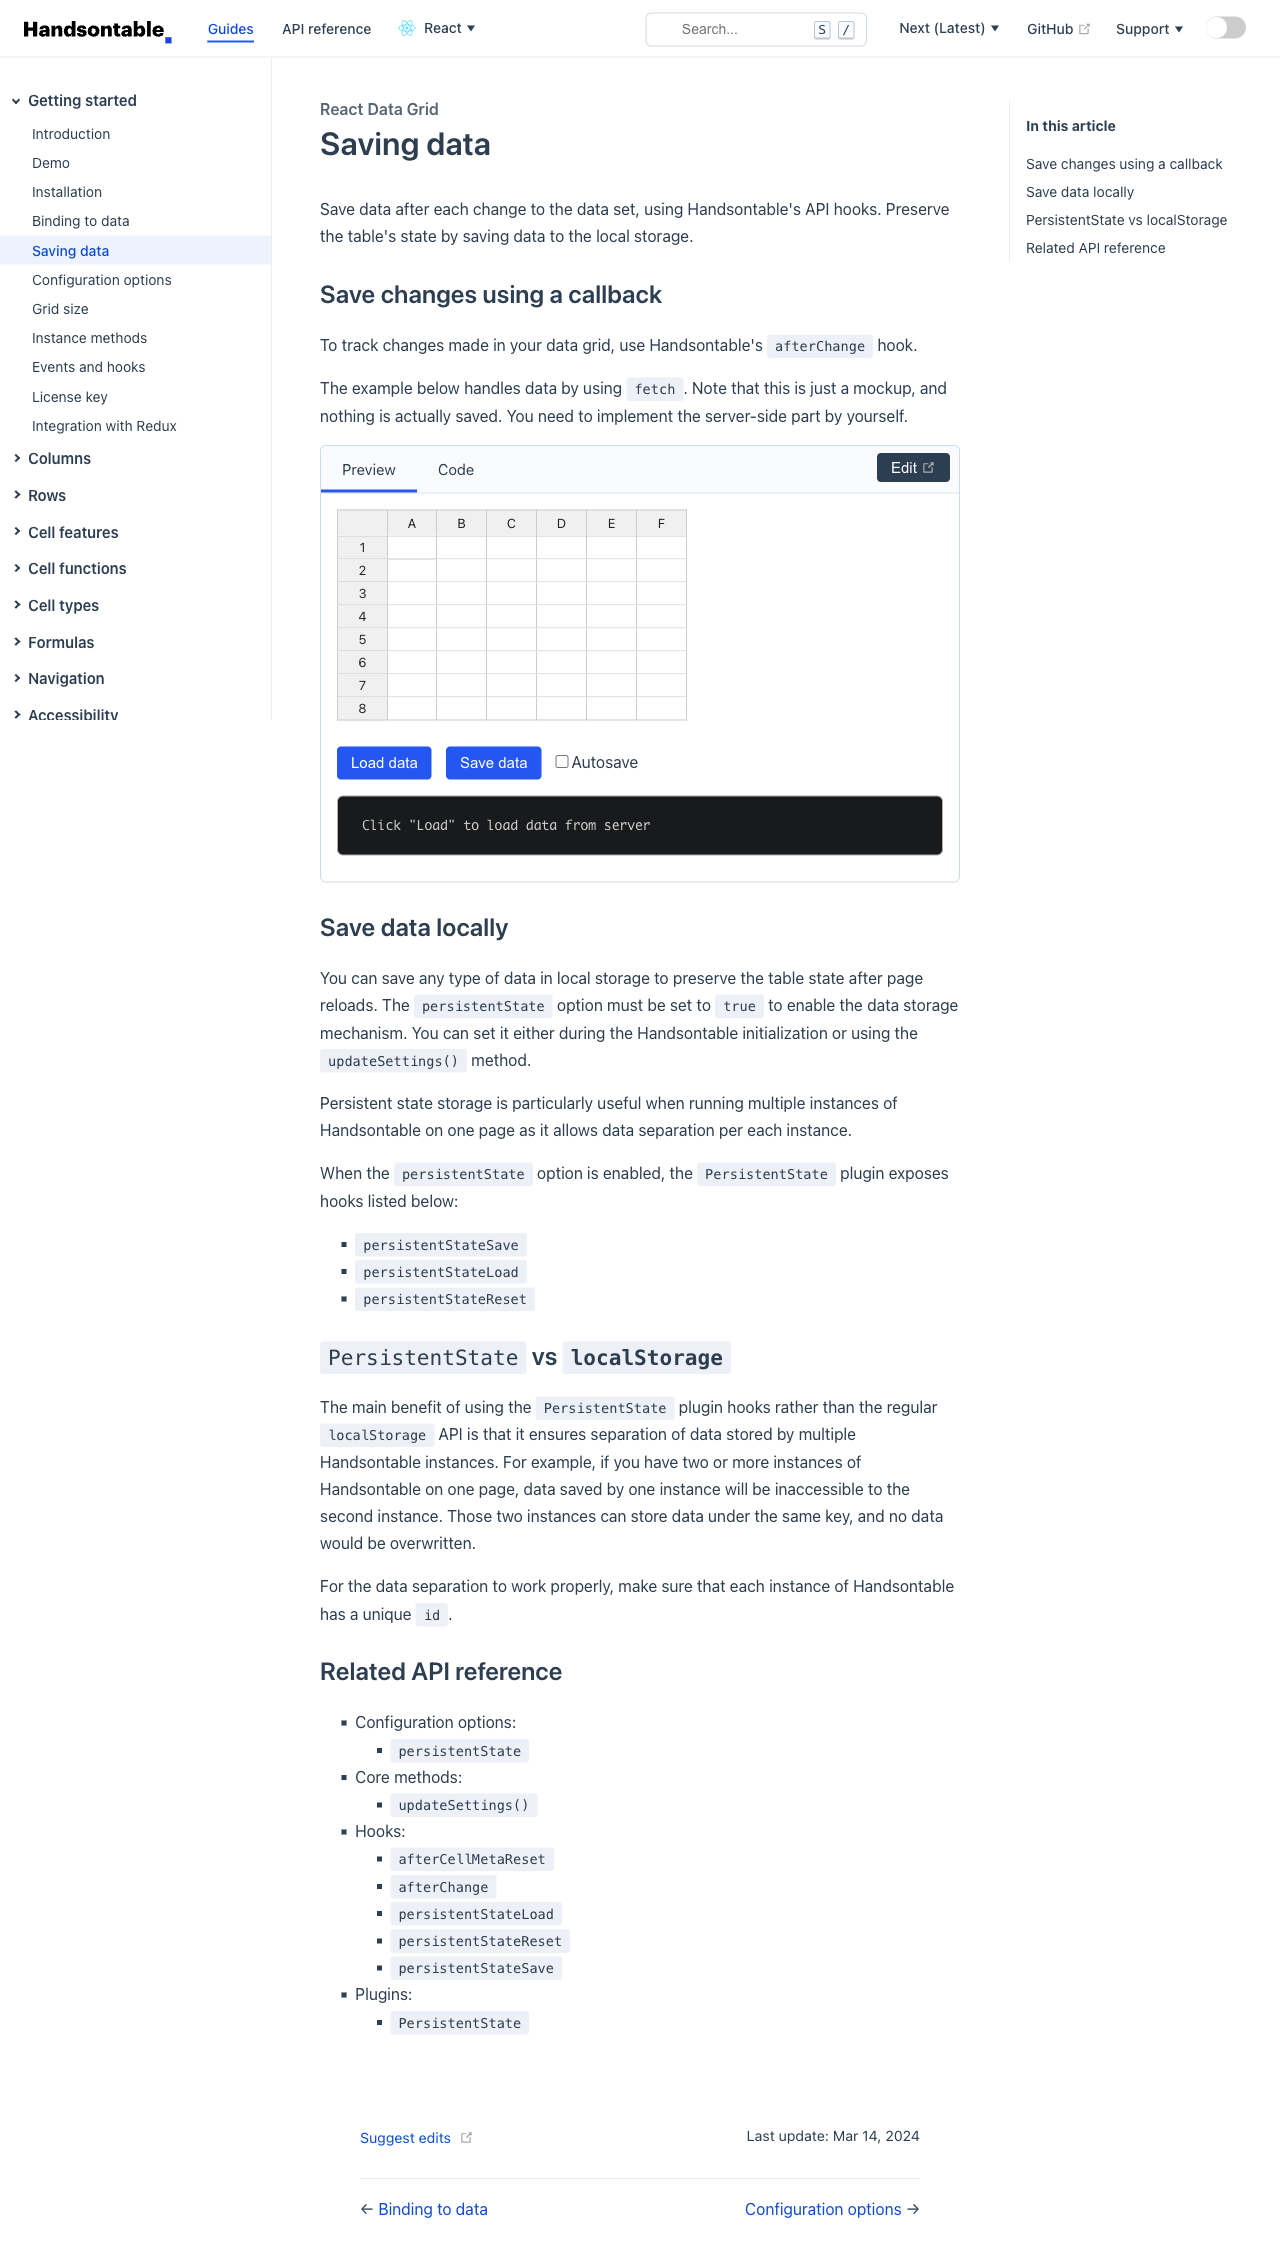 Handsontable
Guides
API reference
React
Search...
S
/
Next (Latest)
GitHub
Support
Getting started
Introduction
Demo
Installation
Binding to data
Saving data
Configuration options
Grid size
Instance methods
Events and hooks
License key
Integration with Redux
Columns
Rows
Cell features
Cell functions
Cell types
Formulas
Navigation
Accessibility
React Data Grid
Saving data
Save data after each change to the data set, using Handsontable's API hooks. Preserve
the table's state by saving data to the local storage.
Save changes using a callback
To track changes made in your data grid, use Handsontable's afterChange hook.
The example below handles data by using fetch. Note that this is just a mockup, and
nothing is actually saved. You need to implement the server-side part by yourself.
Preview
Code
Edit
A B C D E F
1
2
3
4
5
6
7
8
Load data
Save data
Autosave
Click "Load" to load data from server
Save data locally
You can save any type of data in local storage to preserve the table state after page
reloads. The persistentState option must be set to true to enable the data storage
mechanism. You can set it either during the Handsontable initialization or using the
updateSettings() method.
Persistent state storage is particularly useful when running multiple instances of
Handsontable on one page as it allows data separation per each instance.
When the persistentState option is enabled, the PersistentState plugin exposes
hooks listed below:
persistentStateSave
persistentStateLoad
persistentStateReset
PersistentState vs localStorage
The main benefit of using the PersistentState plugin hooks rather than the regular
localStorage API is that it ensures separation of data stored by multiple
Handsontable instances. For example, if you have two or more instances of
Handsontable on one page, data saved by one instance will be inaccessible to the
second instance. Those two instances can store data under the same key, and no data
would be overwritten.
For the data separation to work properly, make sure that each instance of Handsontable
has a unique id.
Related API reference
Configuration options:
persistentState
Core methods:
updateSettings()
Hooks:
afterCellMetaReset
afterChange
persistentStateLoad
persistentStateReset
persistentStateSave
Plugins:
PersistentState
Suggest edits
Last update: Mar 14, 2024
← Binding to data
Configuration options →
In this article
Save changes using a callback
Save data locally
PersistentState vs localStorage
Related API reference